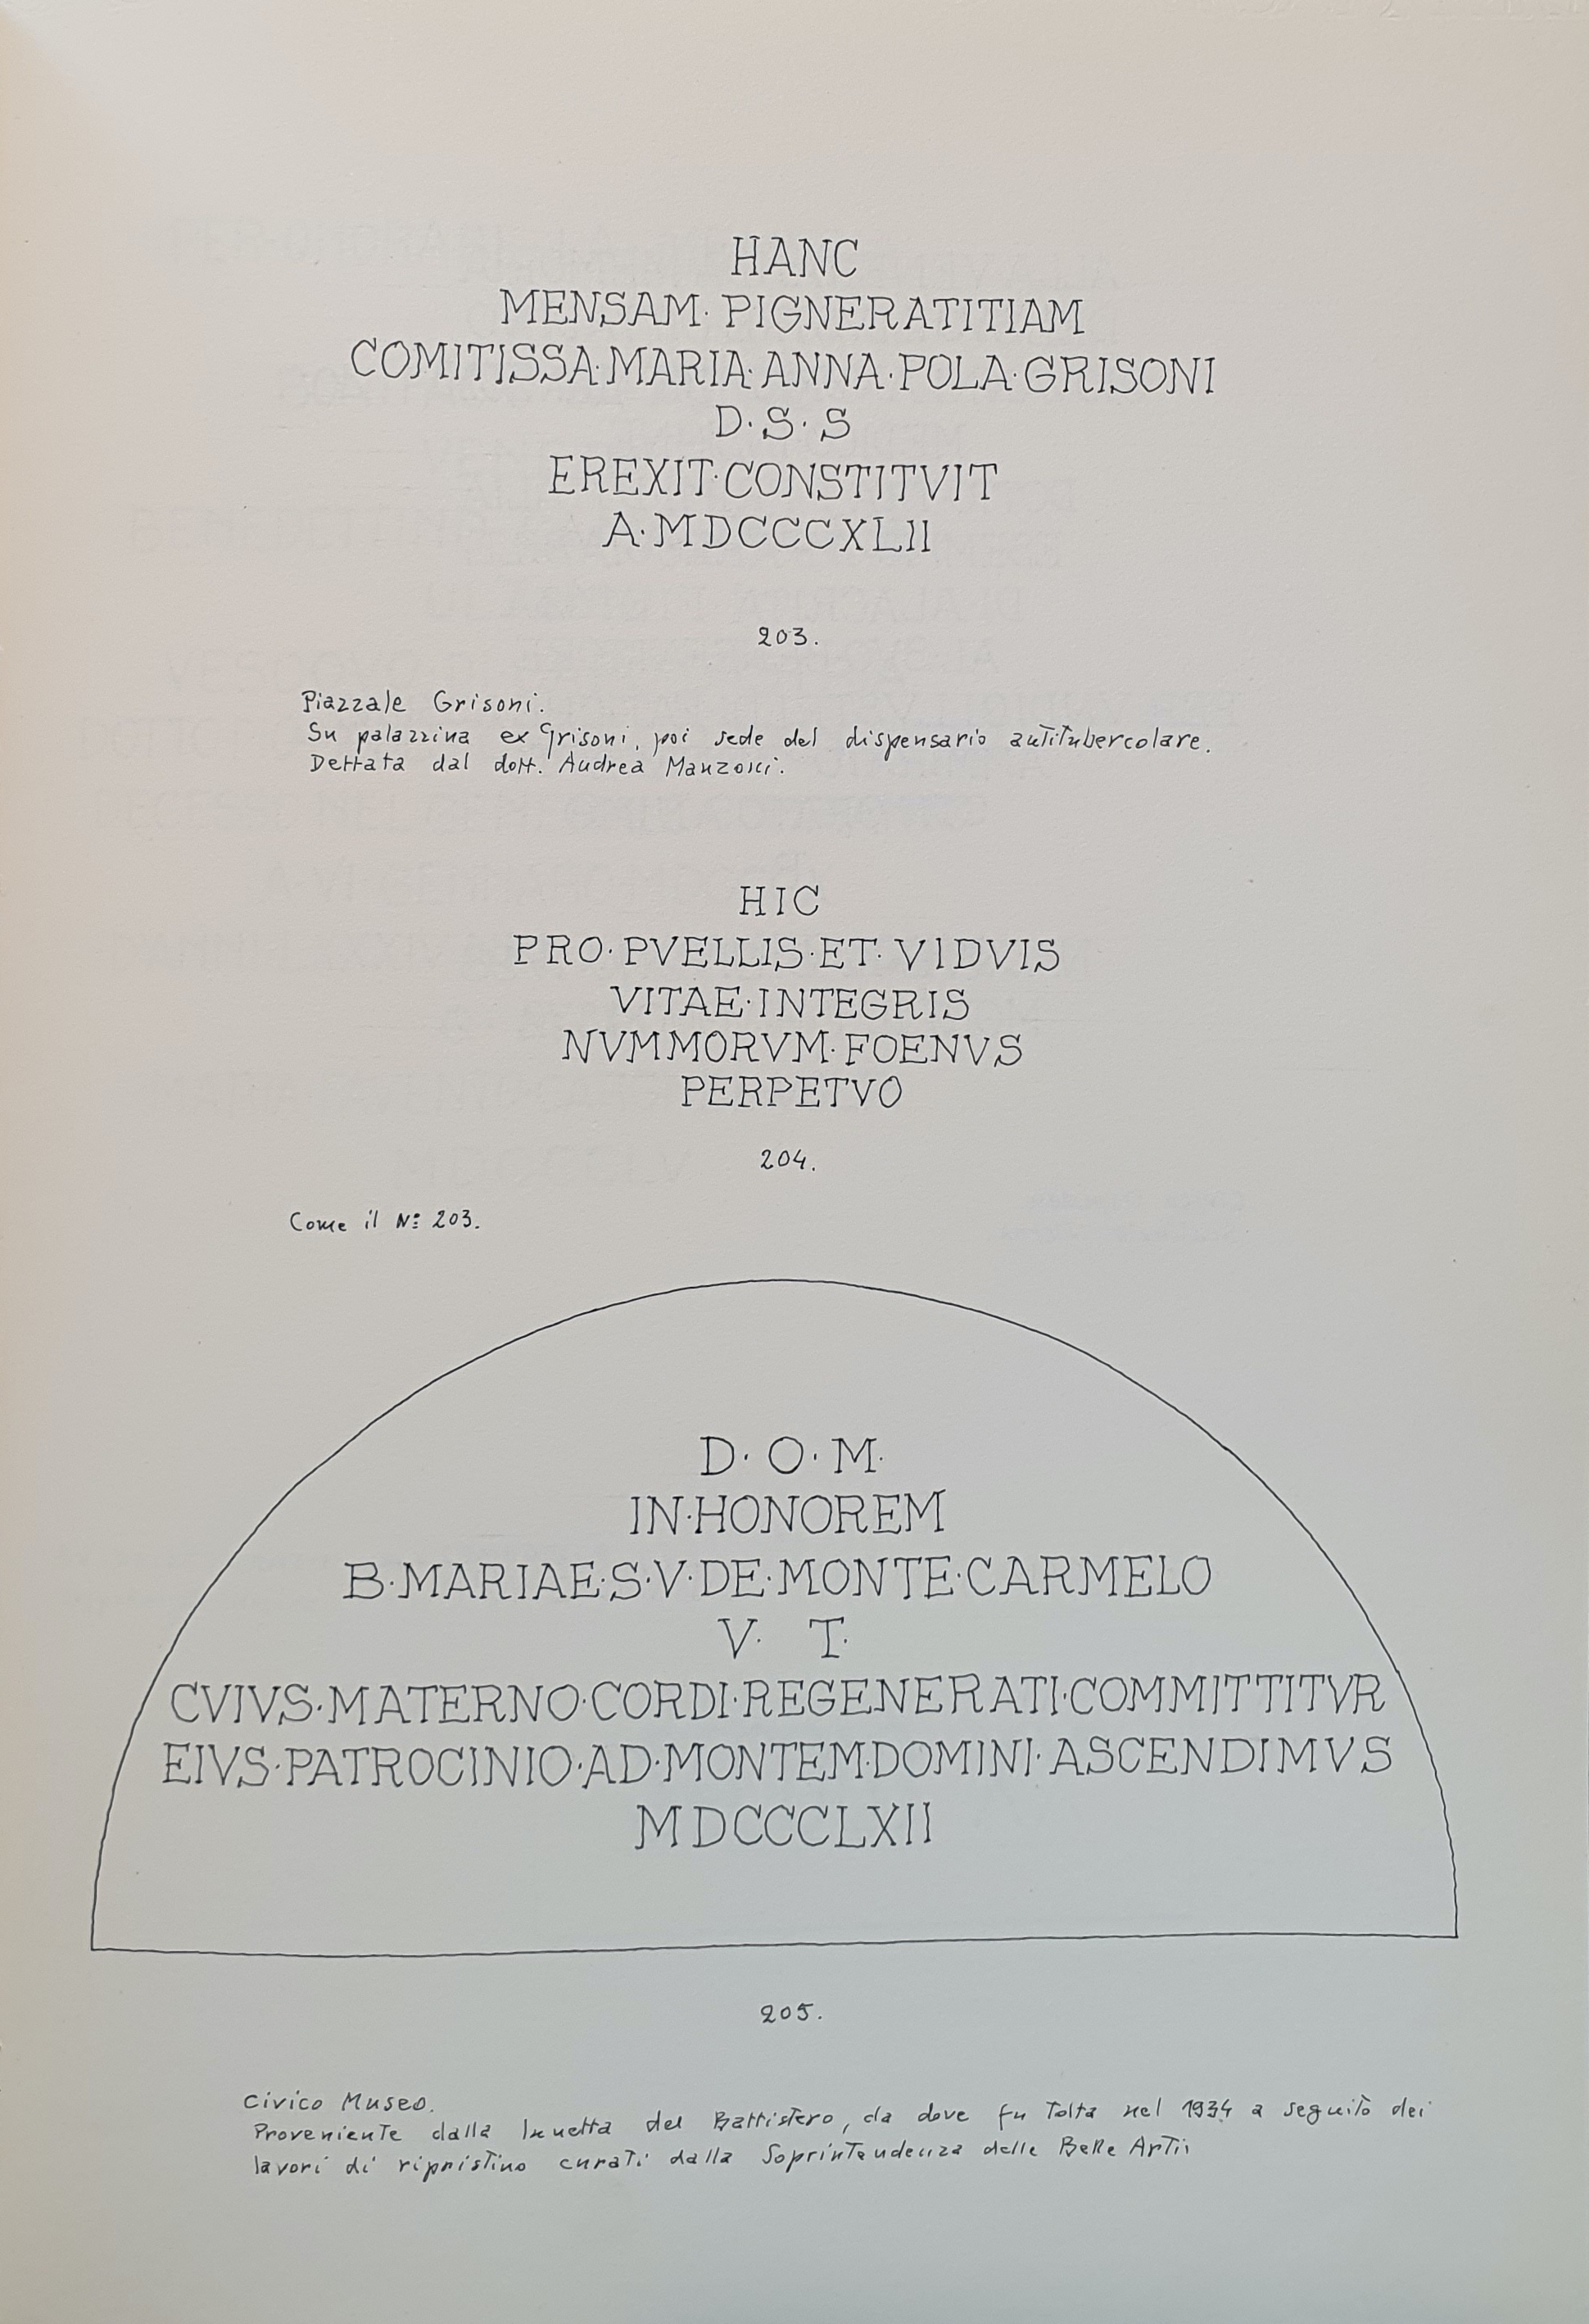 HANC
MENSAM· PIGNERATITIAM
COMITISSA·MARIA·ANNA·POLA·GRISONI
D·S·S
EREXIT·CONSTITVIT
A·MDCCCXLII
203.
Piazzale Grisoni.
Su palazzina ex Grisoni, poi sede del dispensario antitubercolare.
Dettata dal dott. Andrea Manzoni.
HIC
PRO·PVELLIS·ET·VIDVIS
VITAE·INTEGRIS
NVMMORVM·FOENVS
PERPETVO
204.
Come il N: 203.
D·O·M·
IN·HONOREM
B·MARIAE·S·V·DE·MONTE·CARMELO
V· T·
CVIVS·MATERNO·CORDI·REGENERATI·COMMITTITVR
EIVS·PATROCINIO·AD·MONTEM·DOMINI·ASCENDIMVS
MDCCCLXII
205.
Civico Museo.
Proveniente dalla lunetta del Battistero, da dove fu tolta nel 1934 a seguito dei
lavori di ripristino curati dalla Soprintendenza delle Belle Arti.